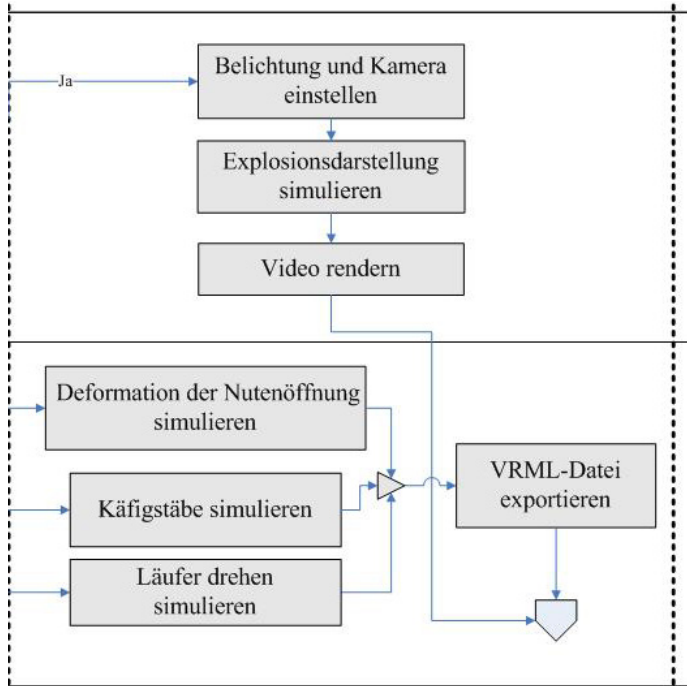 Ja
Belichtung und Kamera
einstellen
Explosionsdarstellung
simulieren
Video rendern
Deformation der Nutenöffnung
simulieren
Käfigstäbe simulieren
Läufer drehen
simulieren
VRML-Datei
exportieren